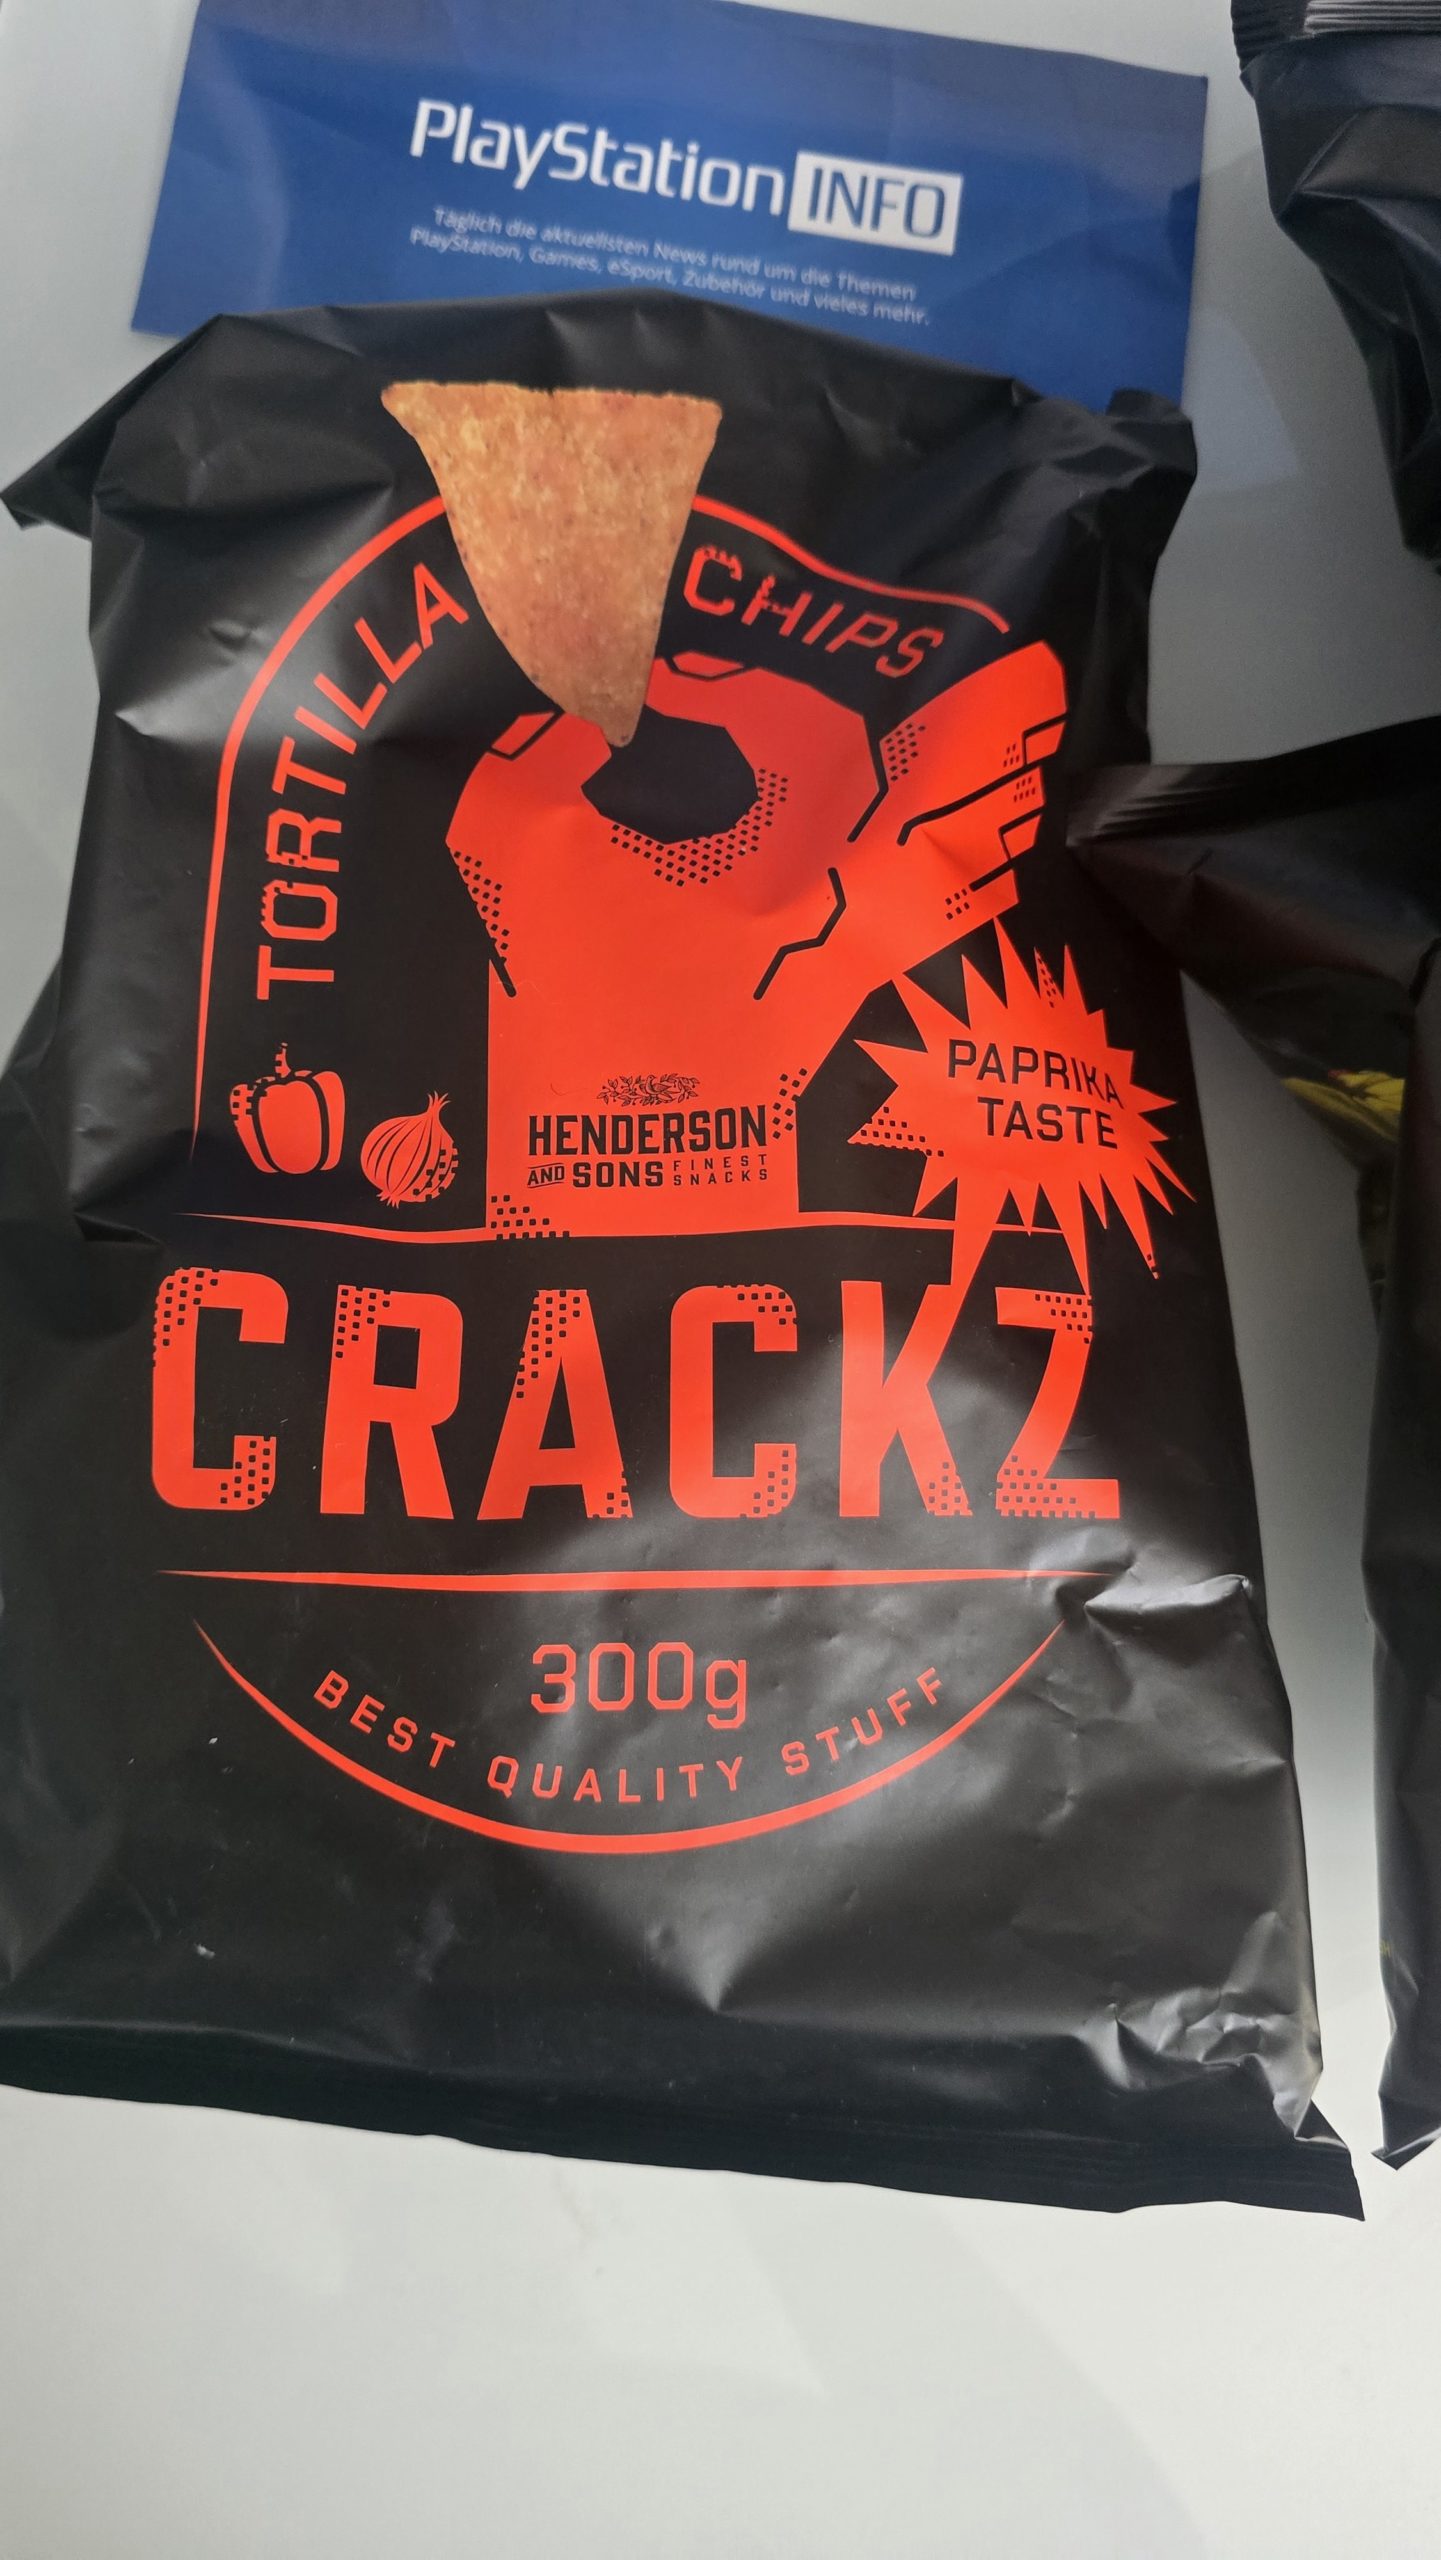 PlayStation INFO
Täglich die aktuellsten News rund um die Themen
PlayStation, Games, eSport, Zubehör und vieles mehr.
TORTILLA CHIPS
PAPRIKA
TASTE
HENDERSON
AND SONS FINEST
SNACKS
CRACKZ
300g
BEST QUALITY STUFF